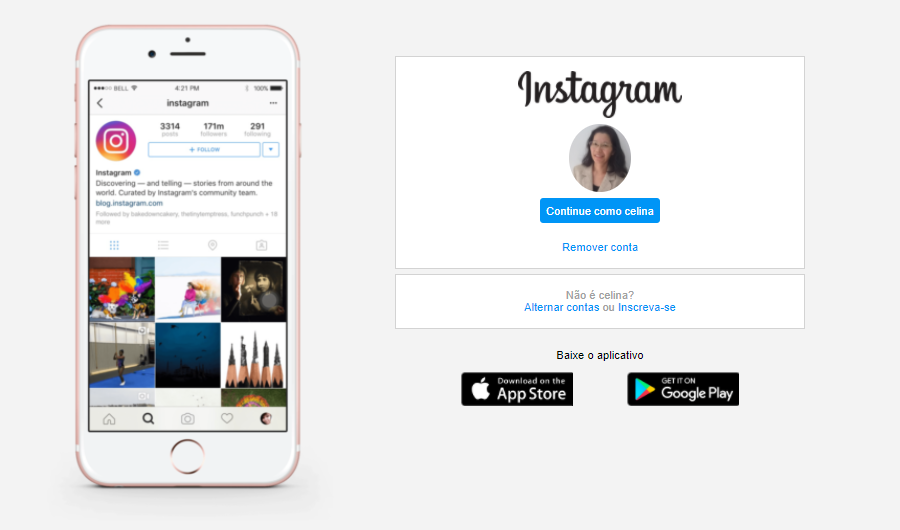 BELL 4:21 PM 100%
instagram
3314 171m 291
posts followers following
+ FOLLOW
Instagram
Discovering — and telling — stories from around the
world. Curated by Instagram's community team.
blog.instagram.com
Followed by bakedowncakery, thetinytemptress, funchpunch + 18
more
Instagram
Continue como celina
Remover conta
Não é celina?
Alternar contas ou Inscreva-se
Baixe o aplicativo
Download on the
App Store
GET IT ON
Google Play